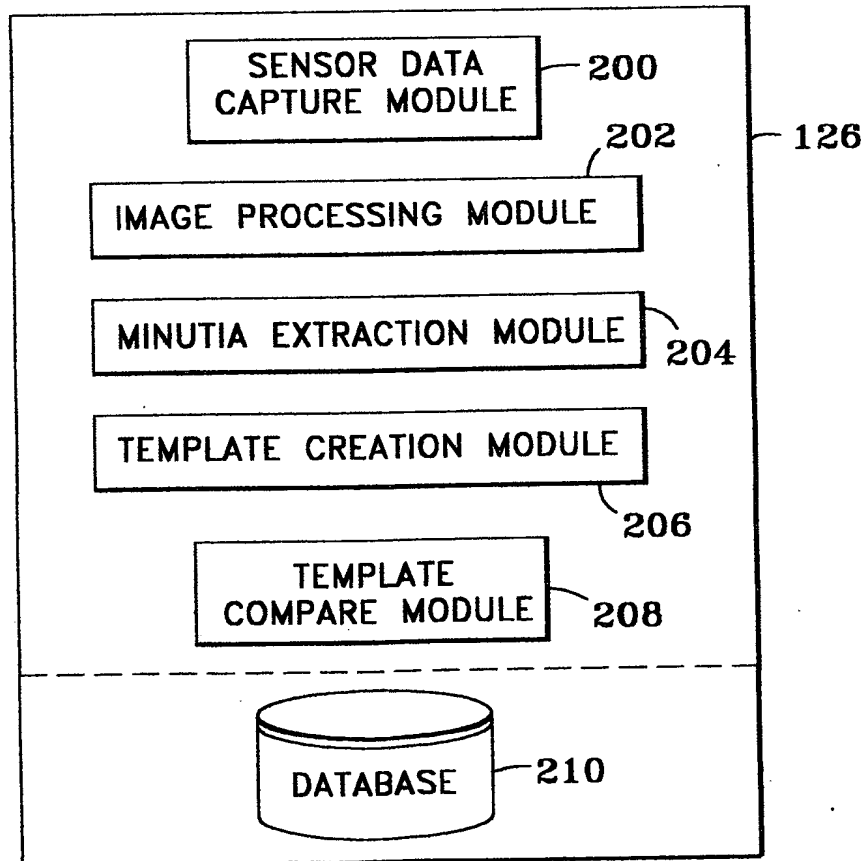 SENSOR DATA
CAPTURE MODULE
200
126
202
IMAGE PROCESSING MODULE
MINUTIA EXTRACTION MODULE
204
TEMPLATE CREATION MODULE
206
TEMPLATE
COMPARE MODULE
208
DATABASE
210